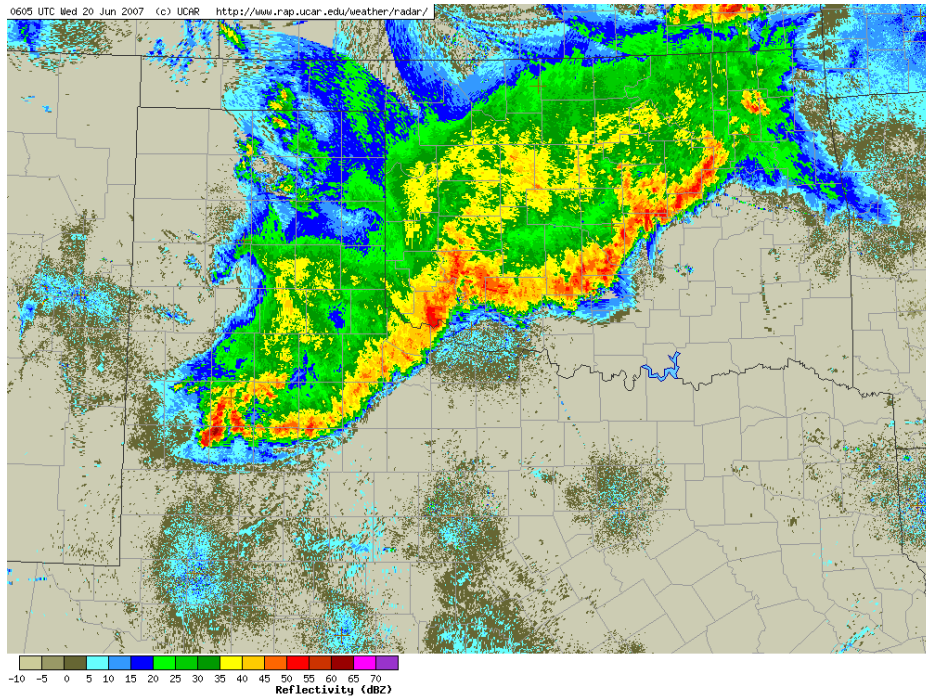 0605 UTC Wed 20 Jun 2007 (c) UCAR http://www.rap.ucar.edu/weather/radar/
-10 -5 0 5 10 15 20 25 30 35 40 45 50 55 60 65 70
Reflectivity (dBZ)